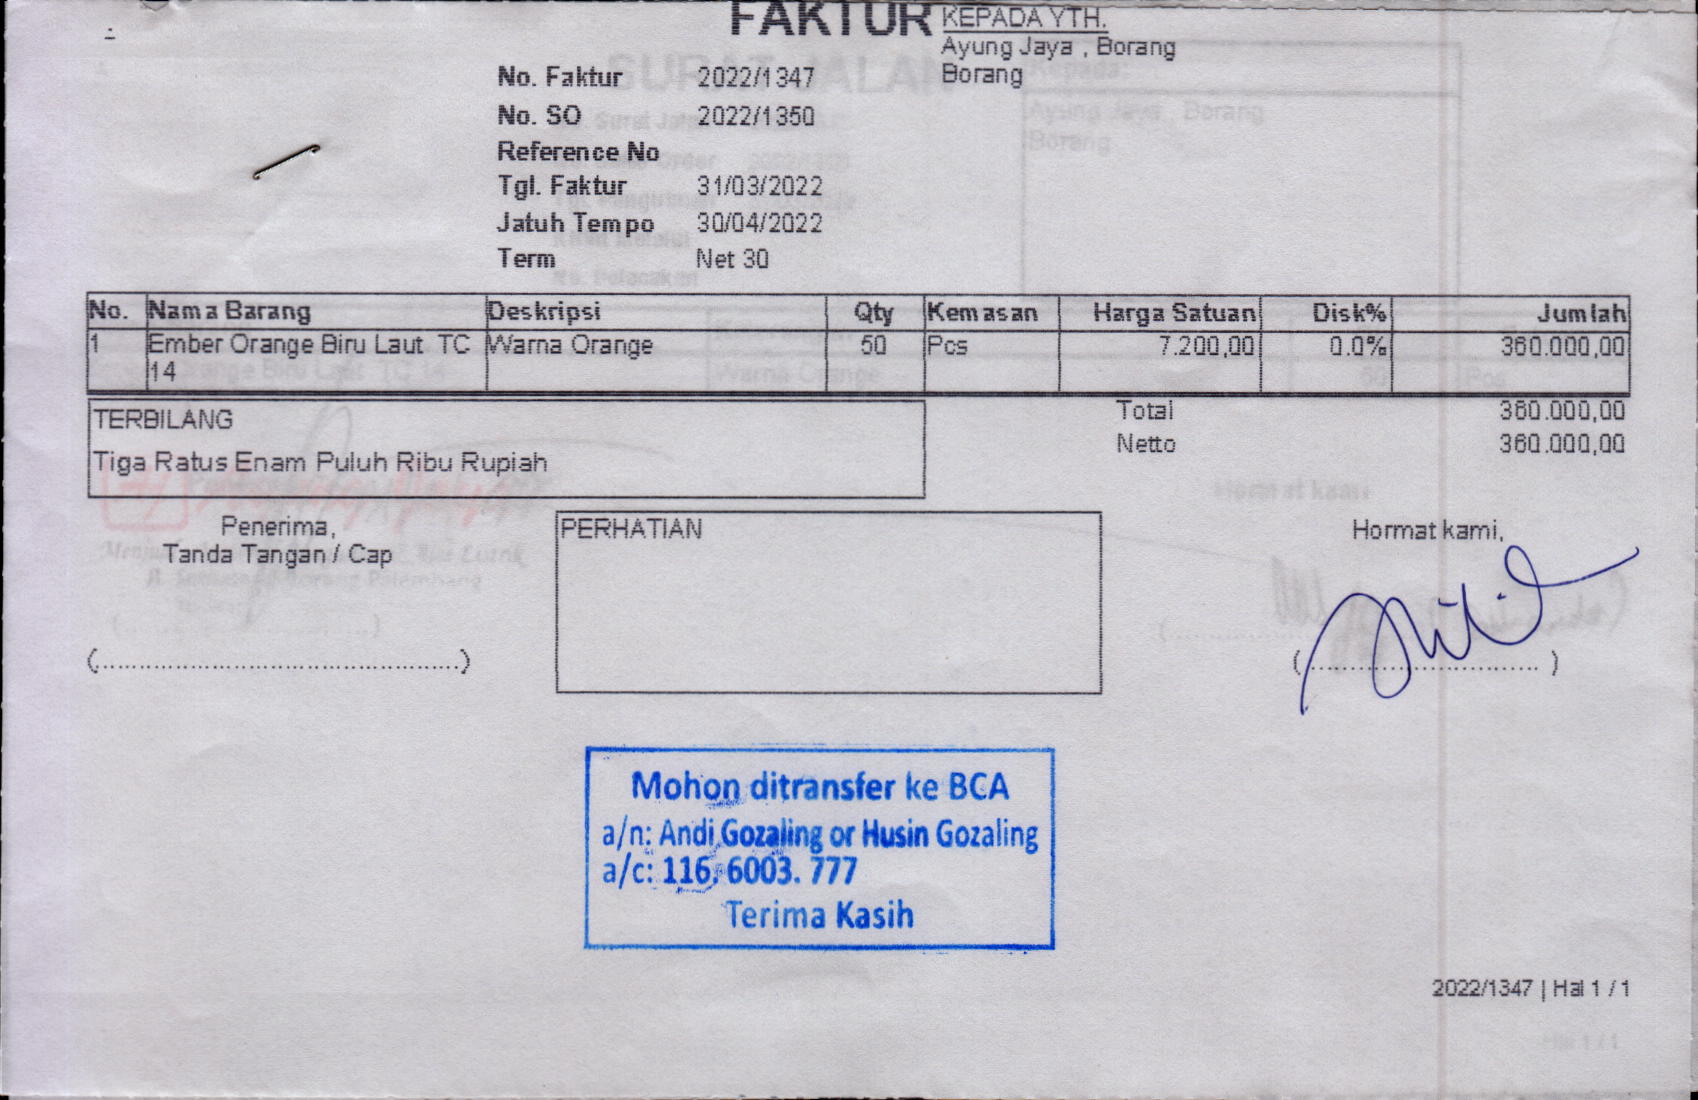 FAKTUR
KEPADA YTH.
Ayung Jaya , Borang
Borang
No. Faktur 2022/1347
No. SO 2022/1350
Reference No
Tgl. Faktur 31/03/2022
Jatuh Tempo 30/04/2022
Term Net 30
No. Nama Barang Deskripsi Qty Kemasan Harga Satuan Disk% Jumlah
1 Ember Orange Biru Laut TC Warna Orange 50 Pcs 7.200,00 0.0% 360.000,00
14
TERBILANG
Tiga Ratus Enam Puluh Ribu Rupiah
Total 360.000,00
Netto 360.000,00
Penerima,
Tanda Tangan / Cap
(..............................................)
PERHATIAN
Hormat kami,
(.............................. )
Mohon ditransfer ke BCA
a/n: Andi Gozaling or Husin Gozaling
a/c: 116. 6003. 777
Terima Kasih
2022/1347 | Hal 1 / 1